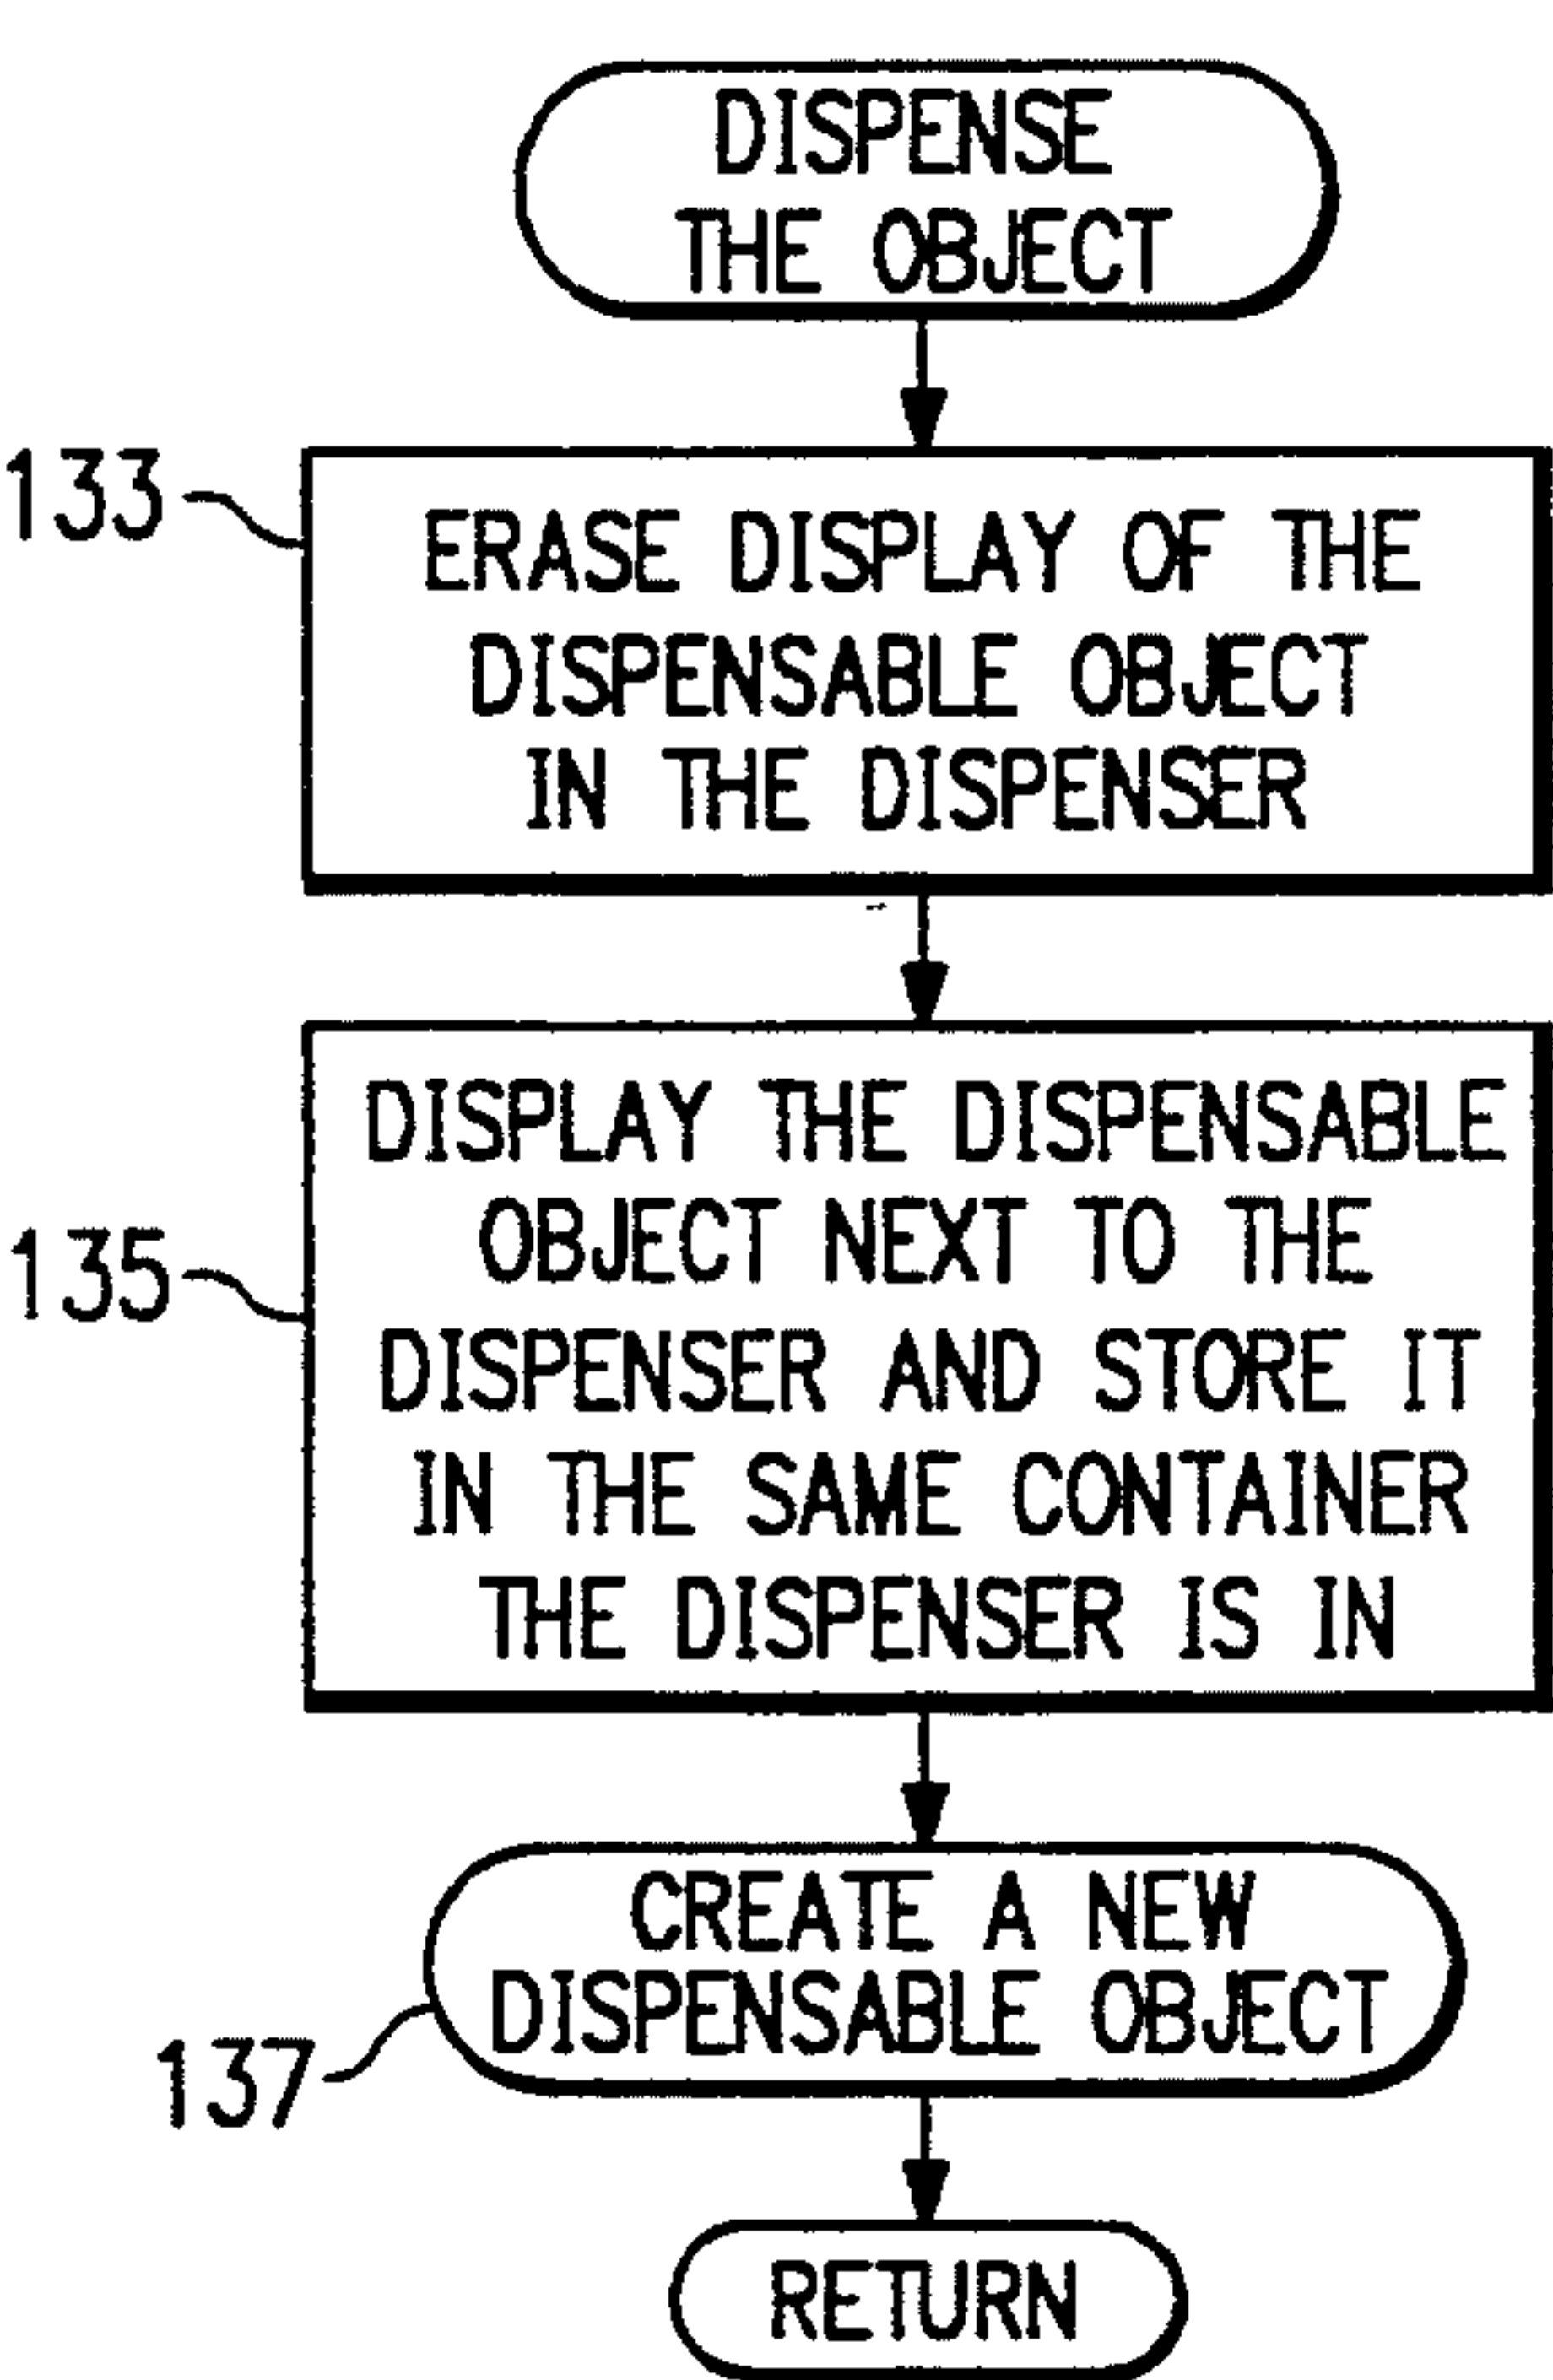 DISPENSE
THE OBJECT
133
ERASE DISPLAY OF THE
DISPENSABLE OBJECT
IN THE DISPENSER
135
DISPLAY THE DISPENSABLE
OBJECT NEXT TO THE
DISPENSER AND STORE IT
IN THE SAME CONTAINER
THE DISPENSER IS IN
137
CREATE A NEW
DISPENSABLE OBJECT
RETURN